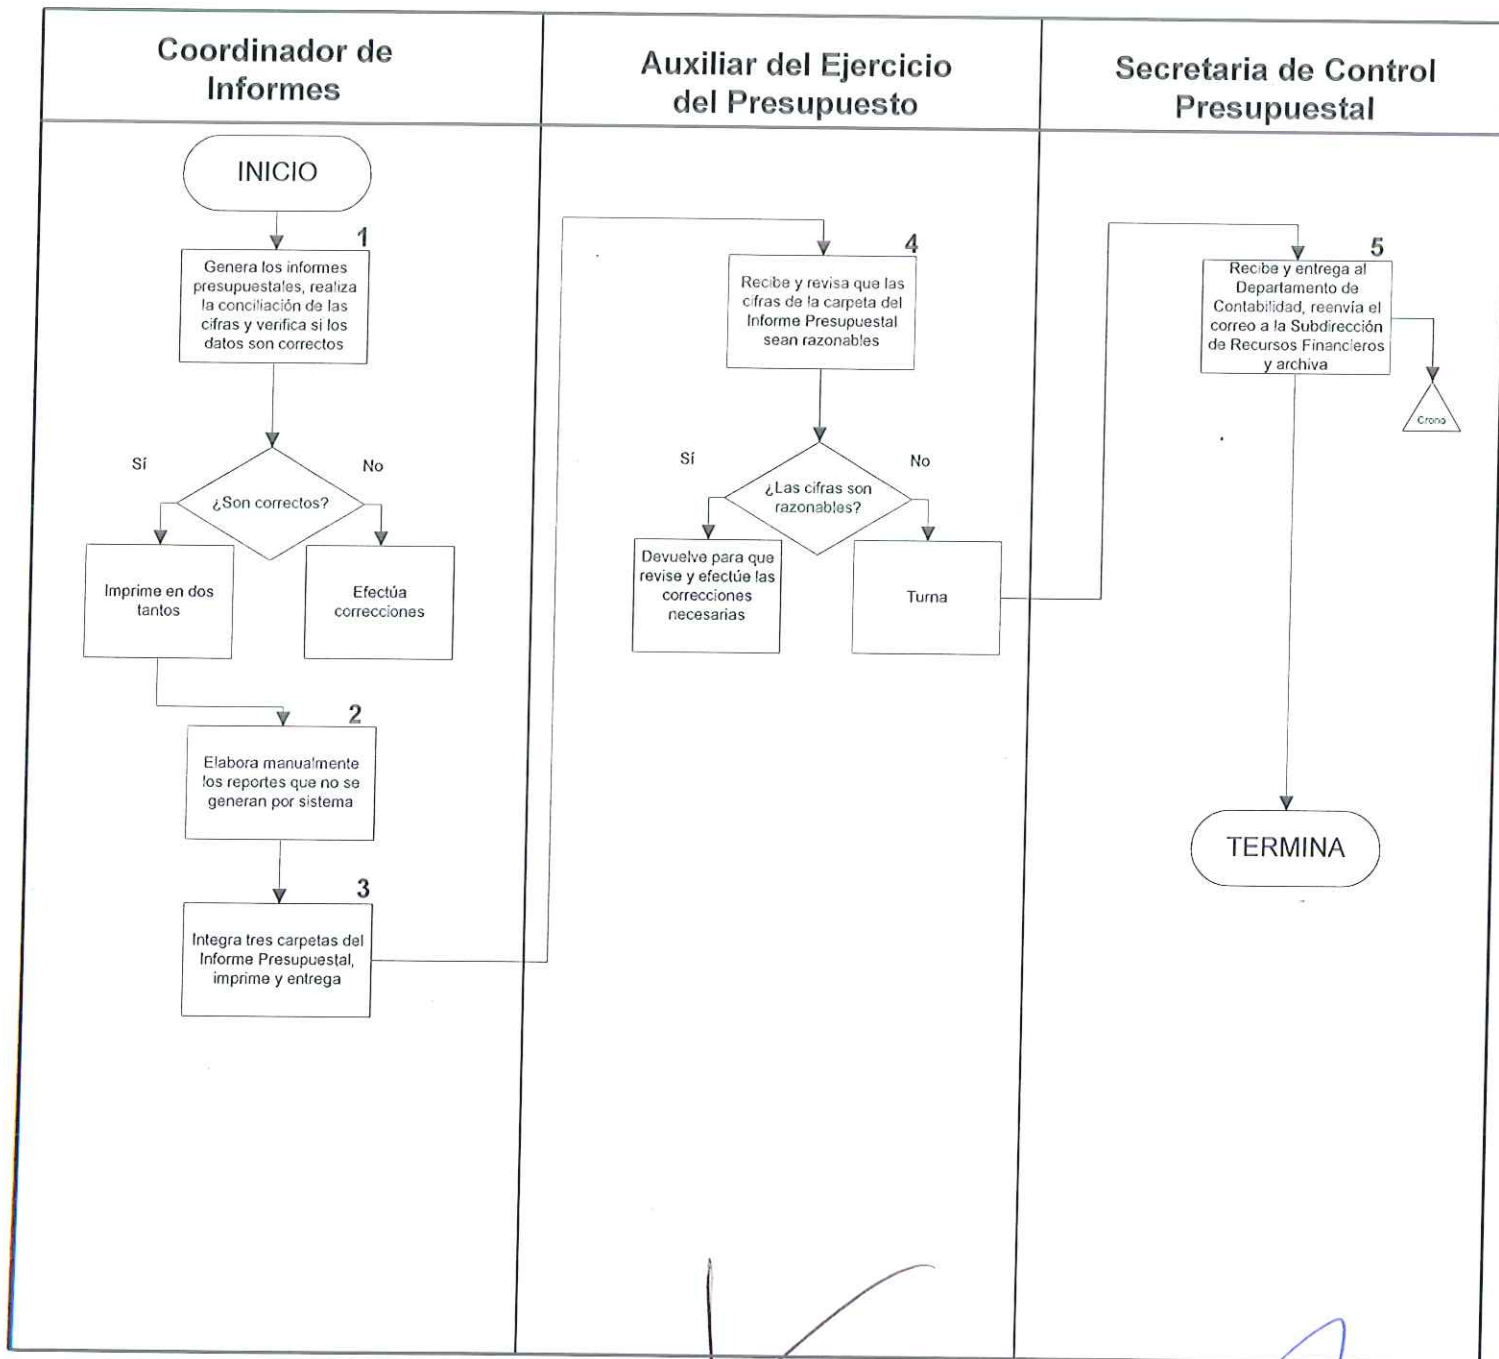 Coordinador de
Informes
Auxiliar del Ejercicio
del Presupuesto
Secretaria de Control
Presupuestal
INICIO
1
Genera los informes
presupuestales, realiza
la conciliación de las
cifras y verifica si los
datos son correctos
Sí
No
¿Son correctos?
Imprime en dos
tantos
Efectúa
correcciones
2
Elabora manualmente
los reportes que no se
generan por sistema
3
Integra tres carpetas del
Informe Presupuestal,
imprime y entrega
4
Recibe y revisa que las
cifras de la carpeta del
Informe Presupuestal
sean razonables
Sí
No
¿Las cifras son
razonables?
Devuelve para que
revise y efectúe las
correcciones
necesarias
Turna
5
Recibe y entrega al
Departamento de
Contabilidad, reenvía el
correo a la Subdirección
de Recursos Financieros
y archiva
Crono
TERMINA